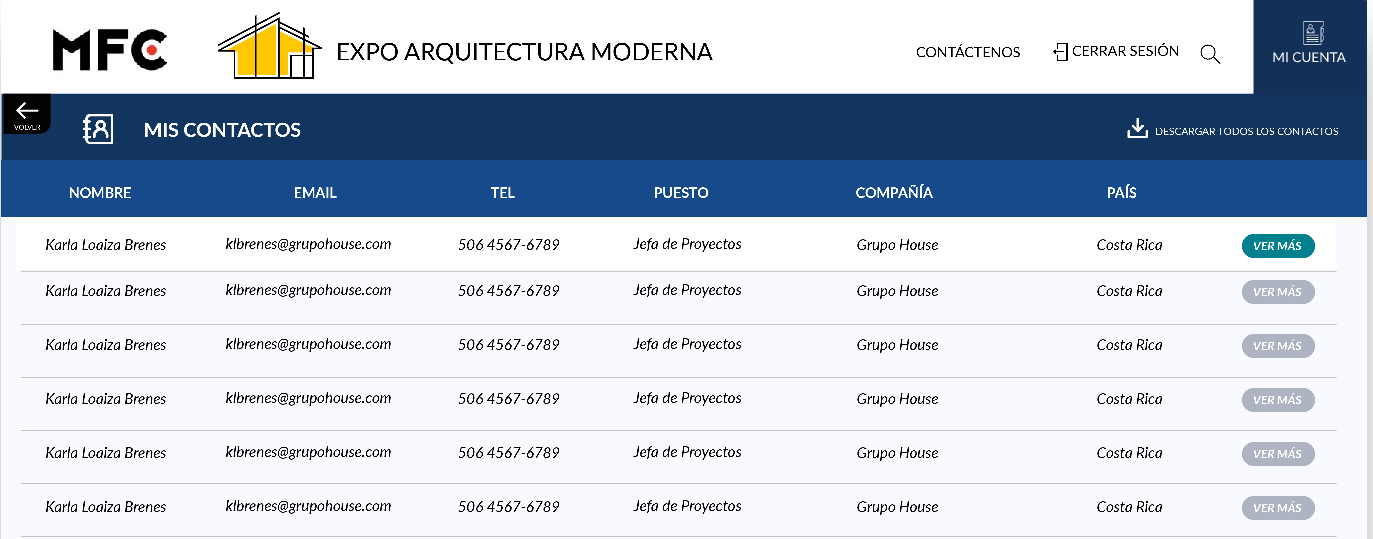 MFC
EXPO ARQUITECTURA MODERNA
CONTÁCTENOS
CERRAR SESIÓN
MI CUENTA
VOLVER
MIS CONTACTOS
DESCARGAR TODOS LOS CONTACTOS
NOMBRE EMAIL TEL PUESTO COMPAÑÍA PAÍS
Karla Loaiza Brenes klbrenes@grupohouse.com 506 4567-6789 Jefa de Proyectos Grupo House Costa Rica VER MÁS
Karla Loaiza Brenes klbrenes@grupohouse.com 506 4567-6789 Jefa de Proyectos Grupo House Costa Rica VER MÁS
Karla Loaiza Brenes klbrenes@grupohouse.com 506 4567-6789 Jefa de Proyectos Grupo House Costa Rica VER MÁS
Karla Loaiza Brenes klbrenes@grupohouse.com 506 4567-6789 Jefa de Proyectos Grupo House Costa Rica VER MÁS
Karla Loaiza Brenes klbrenes@grupohouse.com 506 4567-6789 Jefa de Proyectos Grupo House Costa Rica VER MÁS
Karla Loaiza Brenes klbrenes@grupohouse.com 506 4567-6789 Jefa de Proyectos Grupo House Costa Rica VER MÁS